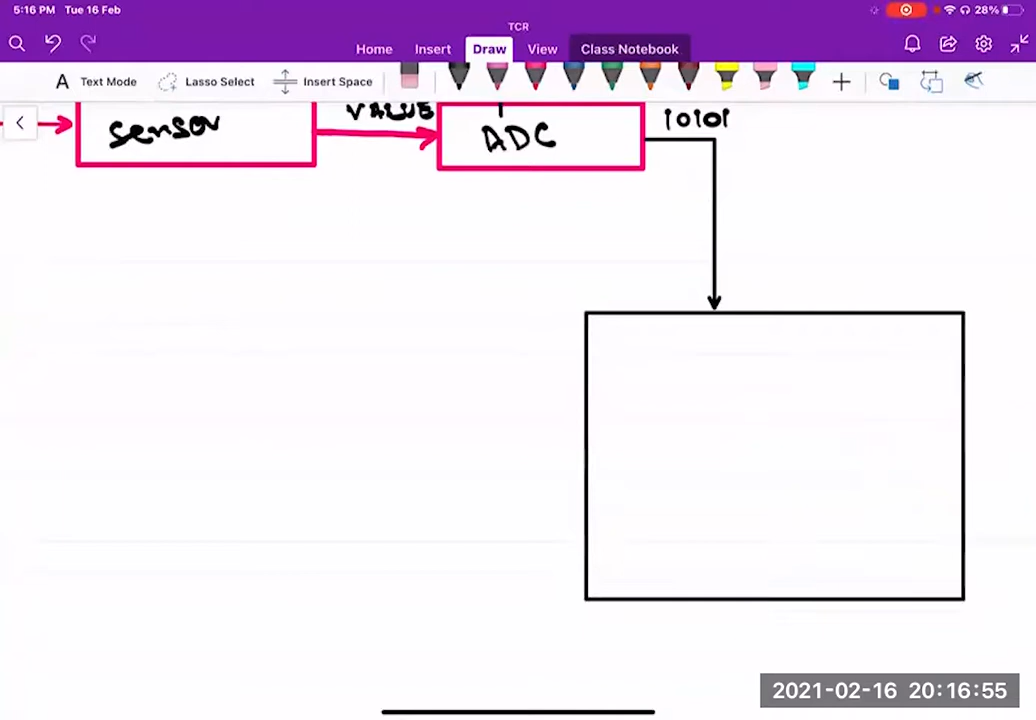 5:16 PM Tue 16 Feb
28%
TCR
Home Insert Draw View Class Notebook
A Text Mode Lasso Select Insert Space
sensor
VALUE
ADC
10101
2021-02-16 20:16:55